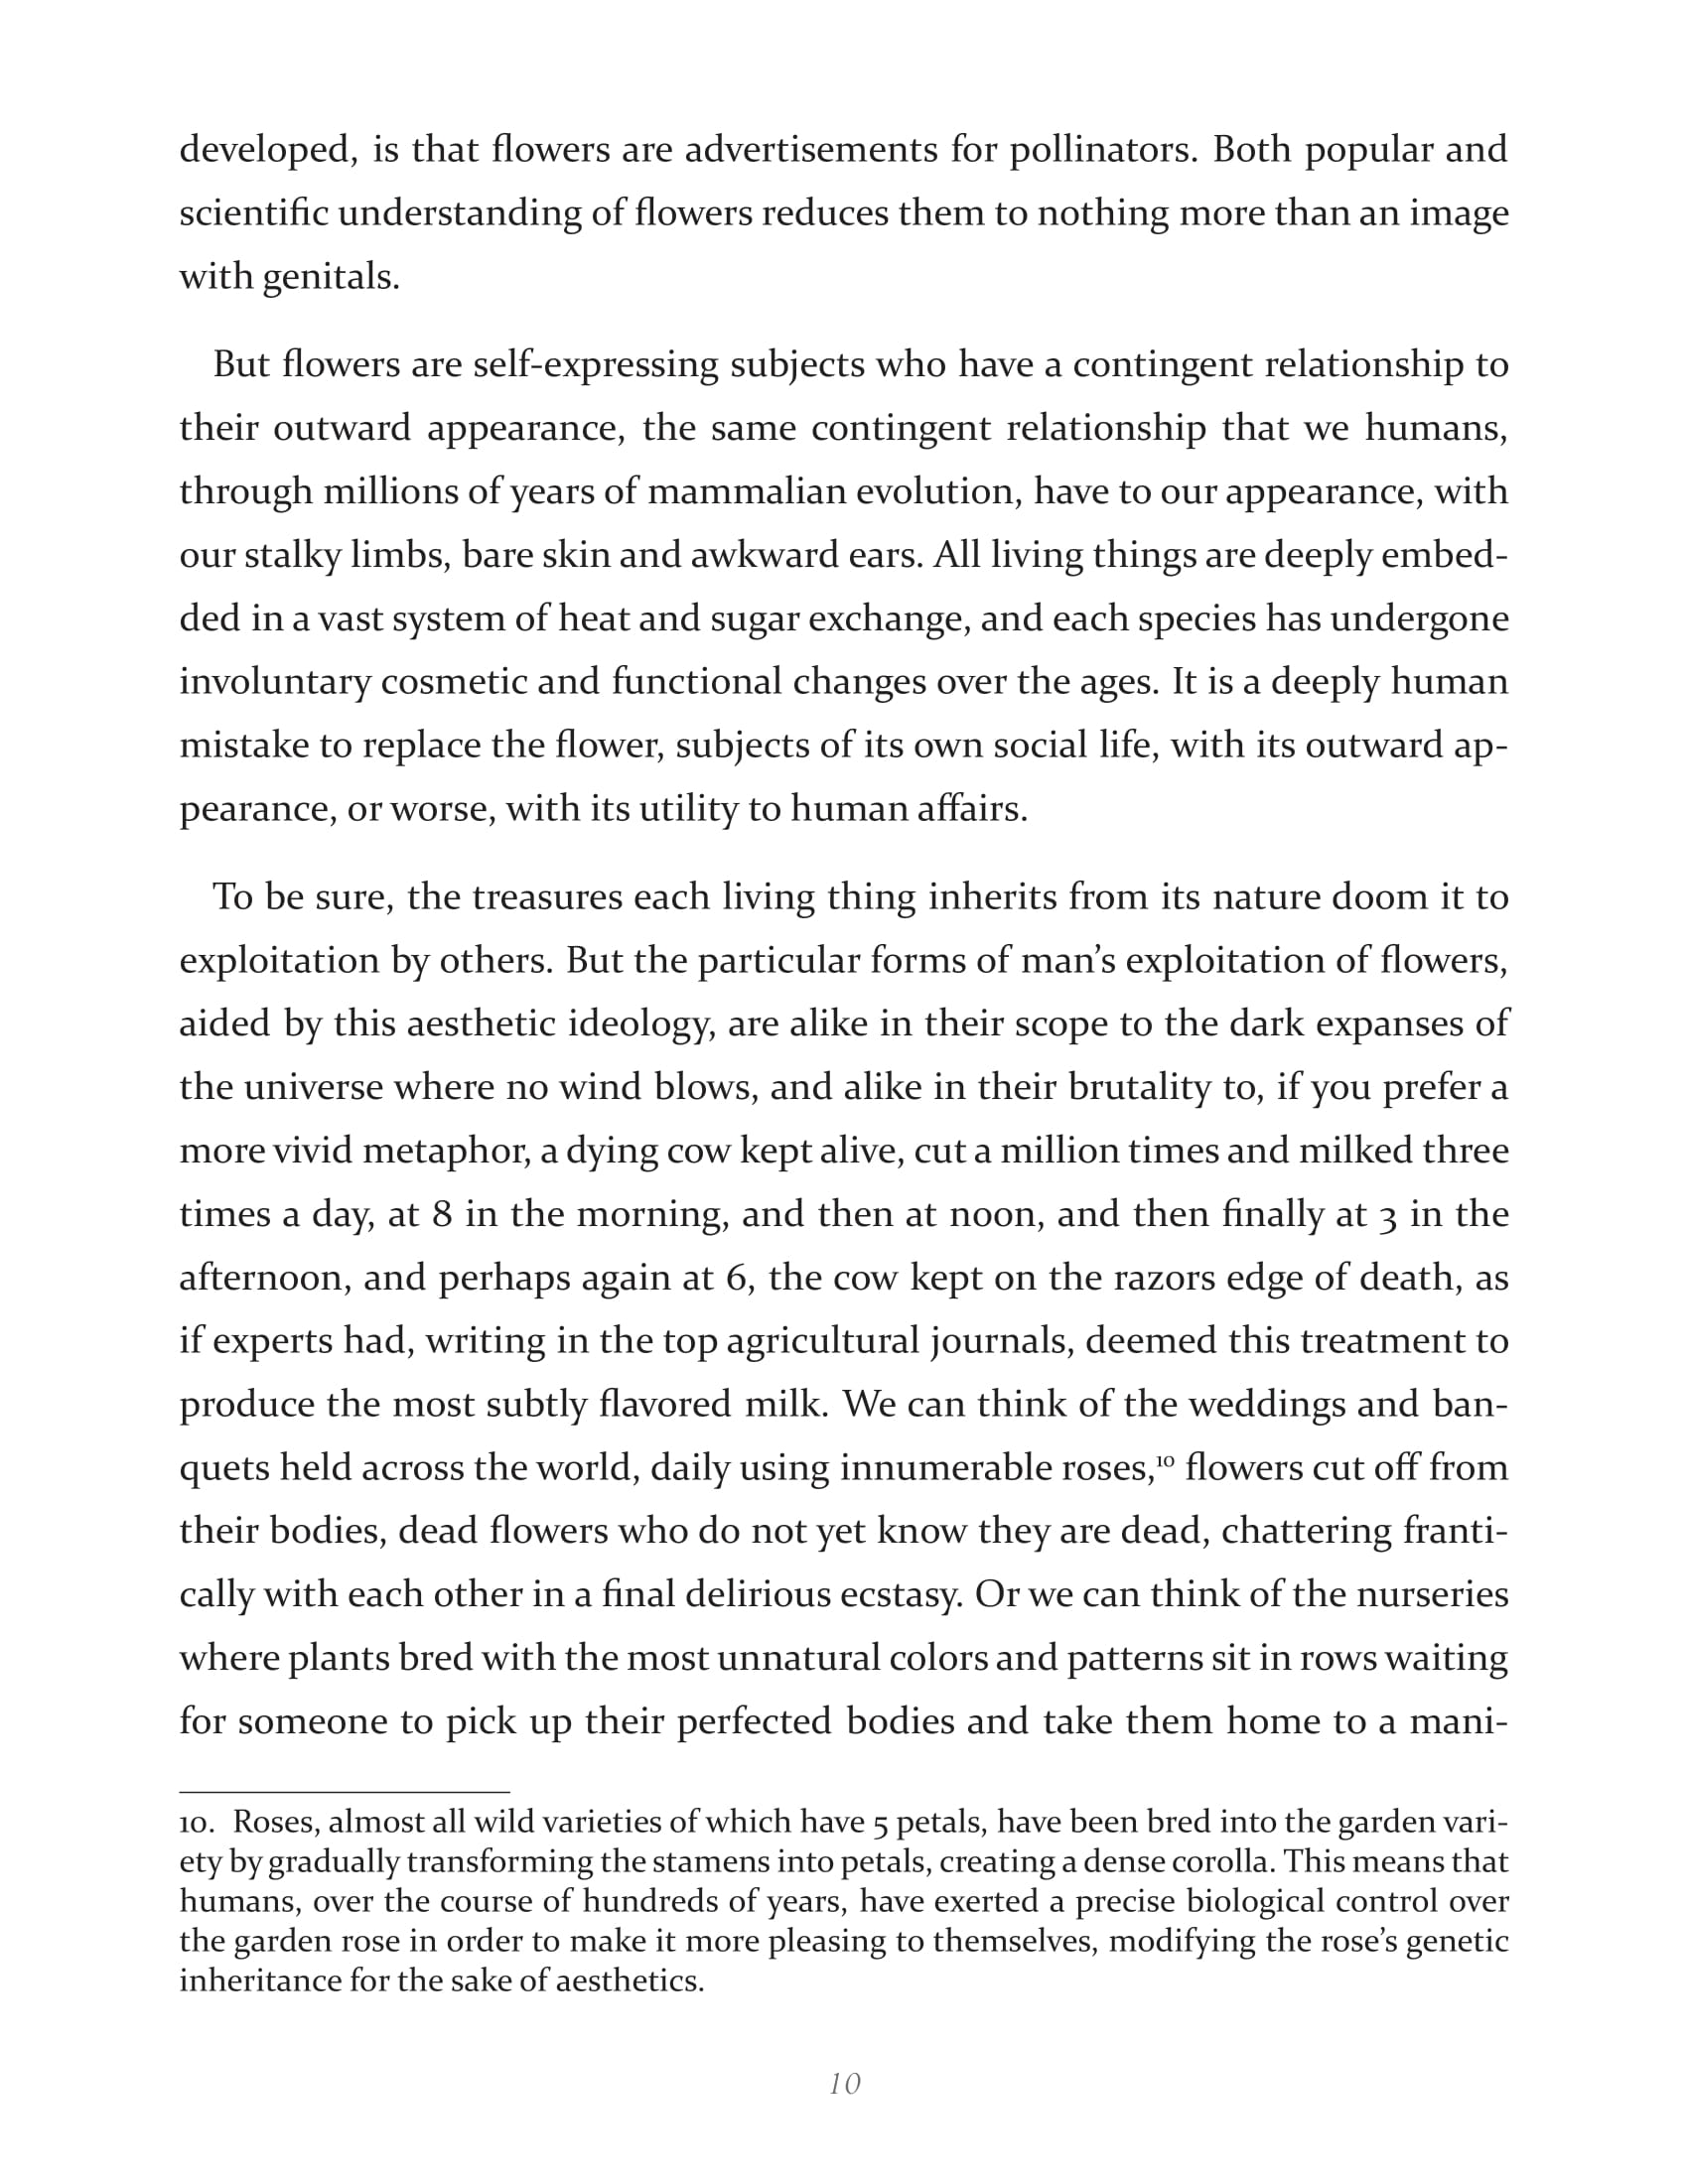 developed, is that flowers are advertisements for pollinators. Both popular and
scientific understanding of flowers reduces them to nothing more than an image
with genitals.
But flowers are self-expressing subjects who have a contingent relationship to
their outward appearance, the same contingent relationship that we humans,
through millions of years of mammalian evolution, have to our appearance, with
our stalky limbs, bare skin and awkward ears. All living things are deeply embed-
ded in a vast system of heat and sugar exchange, and each species has undergone
involuntary cosmetic and functional changes over the ages. It is a deeply human
mistake to replace the flower, subjects of its own social life, with its outward ap-
pearance, or worse, with its utility to human affairs.
To be sure, the treasures each living thing inherits from its nature doom it to
exploitation by others. But the particular forms of man’s exploitation of flowers,
aided by this aesthetic ideology, are alike in their scope to the dark expanses of
the universe where no wind blows, and alike in their brutality to, if you prefer a
more vivid metaphor, a dying cow kept alive, cut a million times and milked three
times a day, at 8 in the morning, and then at noon, and then finally at 3 in the
afternoon, and perhaps again at 6, the cow kept on the razors edge of death, as
if experts had, writing in the top agricultural journals, deemed this treatment to
produce the most subtly flavored milk. We can think of the weddings and ban-
quets held across the world, daily using innumerable roses,10 flowers cut off from
their bodies, dead flowers who do not yet know they are dead, chattering franti-
cally with each other in a final delirious ecstasy. Or we can think of the nurseries
where plants bred with the most unnatural colors and patterns sit in rows waiting
for someone to pick up their perfected bodies and take them home to a mani-
10. Roses, almost all wild varieties of which have 5 petals, have been bred into the garden vari-
ety by gradually transforming the stamens into petals, creating a dense corolla. This means that
humans, over the course of hundreds of years, have exerted a precise biological control over
the garden rose in order to make it more pleasing to themselves, modifying the rose’s genetic
inheritance for the sake of aesthetics.
10